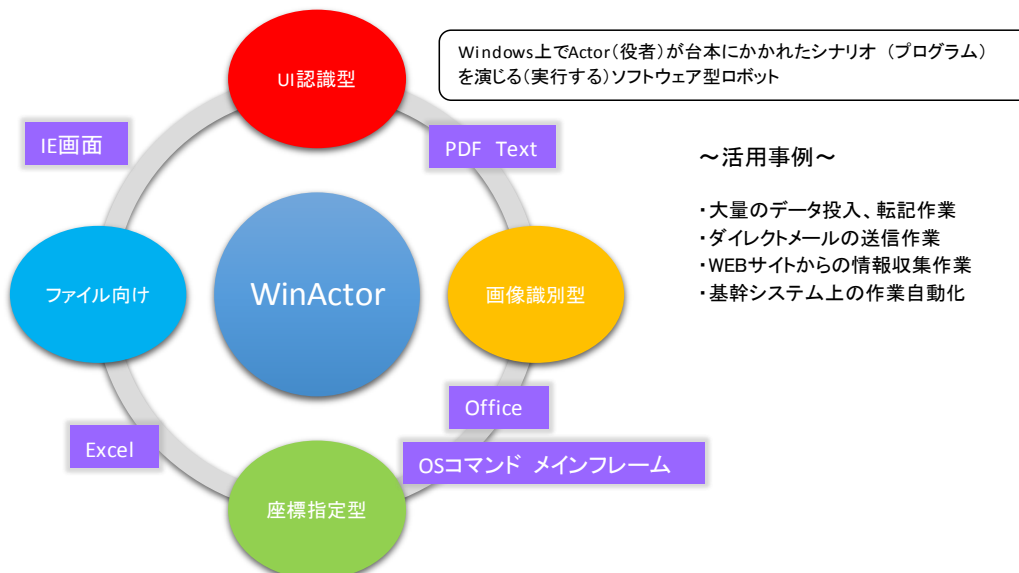 Windows上でActor(役者)が台本にかかれたシナリオ (プログラム)
を演じる(実行する)ソフトウェア型ロボット
UI認識型
IE画面
PDF Text
~活用事例~
・大量のデータ投入、転記作業
・ダイレクトメールの送信作業
・WEBサイトからの情報収集作業
・基幹システム上の作業自動化
ファイル向け
WinActor
画像識別型
Office
Excel
OSコマンド メインフレーム
座標指定型